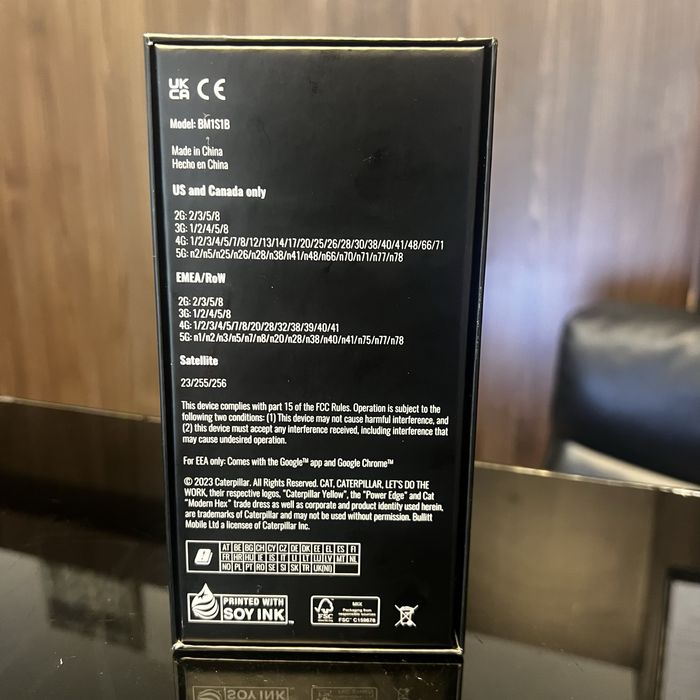 UK
CA CE
Model: BM1S1B
Made in China
Hecho en China
US and Canada only
2G: 2/3/5/8
3G: 1/2/4/5/8
4G: 1/2/3/4/5/7/8/12/13/14/17/20/25/26/28/30/38/40/41/48/66/71
5G: n2/n5/n25/n26/n28/n38/n41/n48/n66/n70/n71/n77/n78
EMEA/RoW
2G: 2/3/5/8
3G: 1/2/4/5/8
4G: 1/2/3/4/5/7/8/20/28/32/38/39/40/41
5G: n1/n2/n3/n5/n7/n8/n20/n28/n38/n40/n41/n75/n77/n78
Satellite
23/255/256
This device complies with part 15 of the FCC Rules. Operation is subject to the
following two conditions: (1) This device may not cause harmful interference, and
(2) this device must accept any interference received, including interference that
may cause undesired operation.
For EEA only: Comes with the Google™ app and Google Chrome™
© 2023 Caterpillar. All Rights Reserved. CAT, CATERPILLAR, LET'S DO THE
WORK, their respective logos, "Caterpillar Yellow", the "Power Edge" and Cat
"Modern Hex" trade dress as well as corporate and product identity used herein,
are trademarks of Caterpillar and may not be used without permission. Bullitt
Mobile Ltd a licensee of Caterpillar Inc.
AT BE BG CH CY CZ DE DK EE EL ES FI
FR HR HU IE IS IT LI LT LU LV MT NL
NO PL PT RO SE SI SK TR UK(NI)
PRINTED WITH
SOY INK™
FSC
MIX
Packaging from
responsible sources
FSC™ C159676